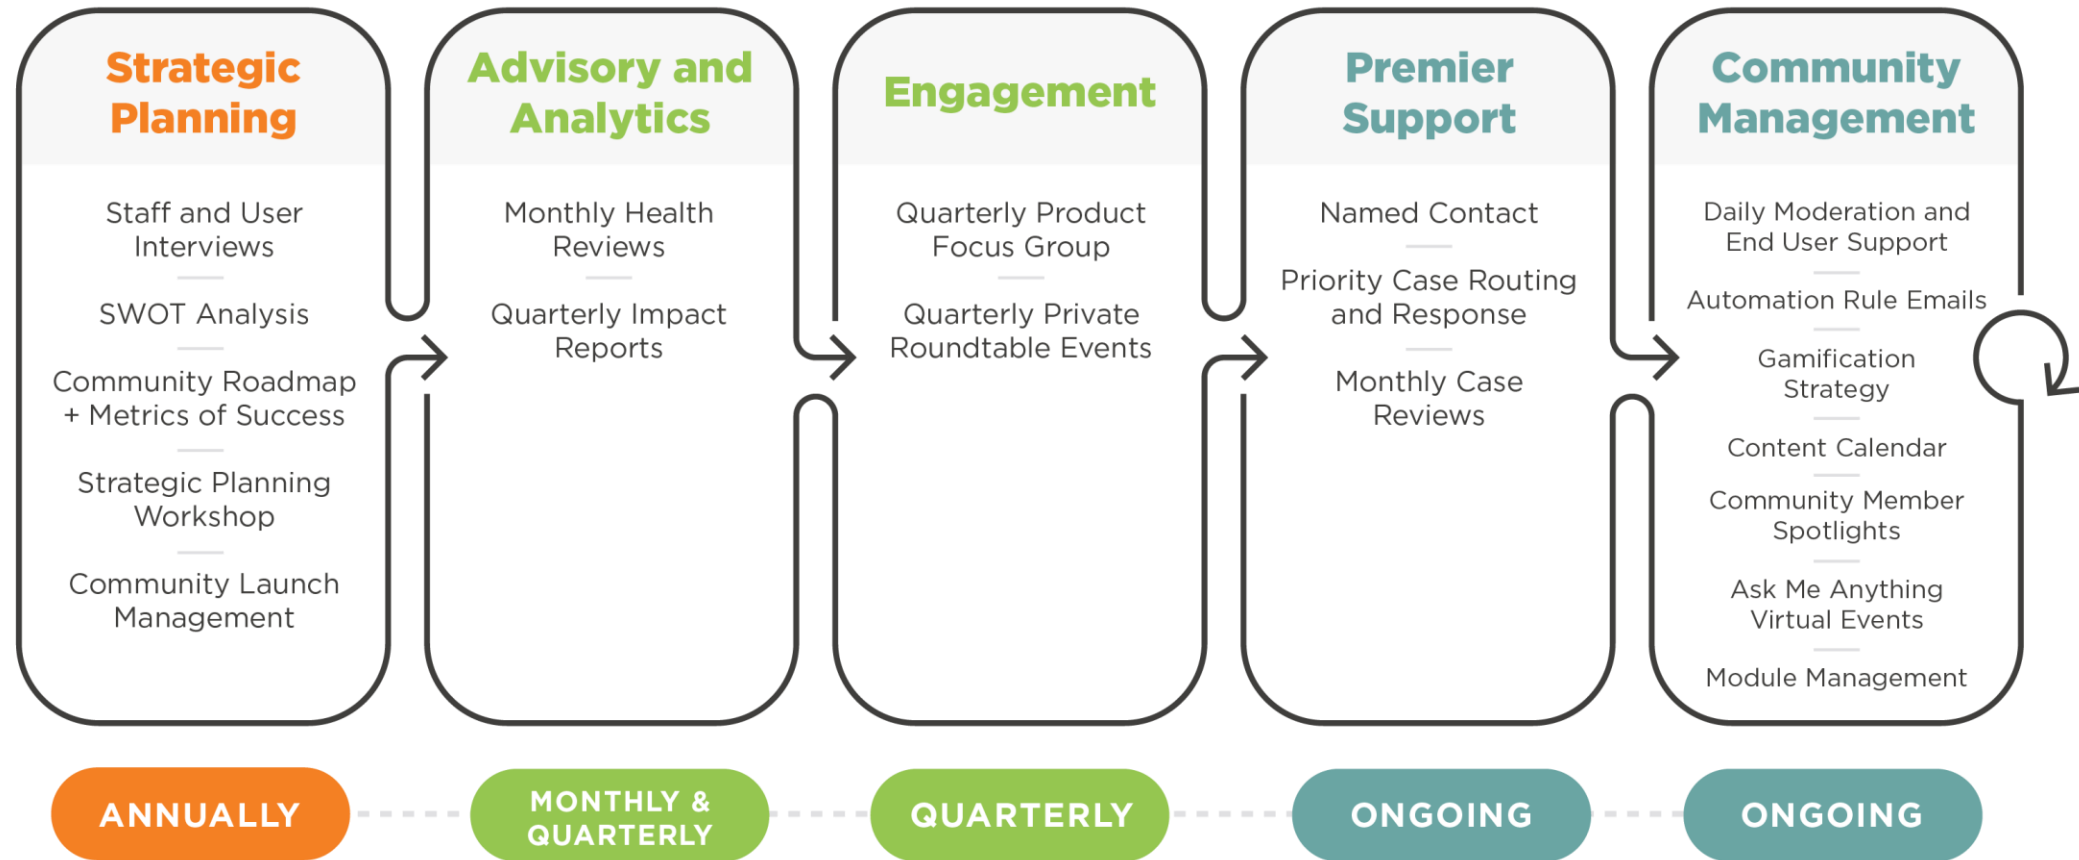 Strategic
Planning
Staff and User
Interviews
SWOT Analysis
Community Roadmap
+ Metrics of Success
Strategic Planning
Workshop
Community Launch
Management
ANNUALLY
Advisory and
Analytics
Monthly Health
Reviews
Quarterly Impact
Reports
MONTHLY &
QUARTERLY
Engagement
Quarterly Product
Focus Group
Quarterly Private
Roundtable Events
QUARTERLY
Premier
Support
Named Contact
Priority Case Routing
and Response
Monthly Case
Reviews
ONGOING
Community
Management
Daily Moderation and
End User Support
Automation Rule Emails
Gamification
Strategy
Content Calendar
Community Member
Spotlights
Ask Me Anything
Virtual Events
Module Management
ONGOING